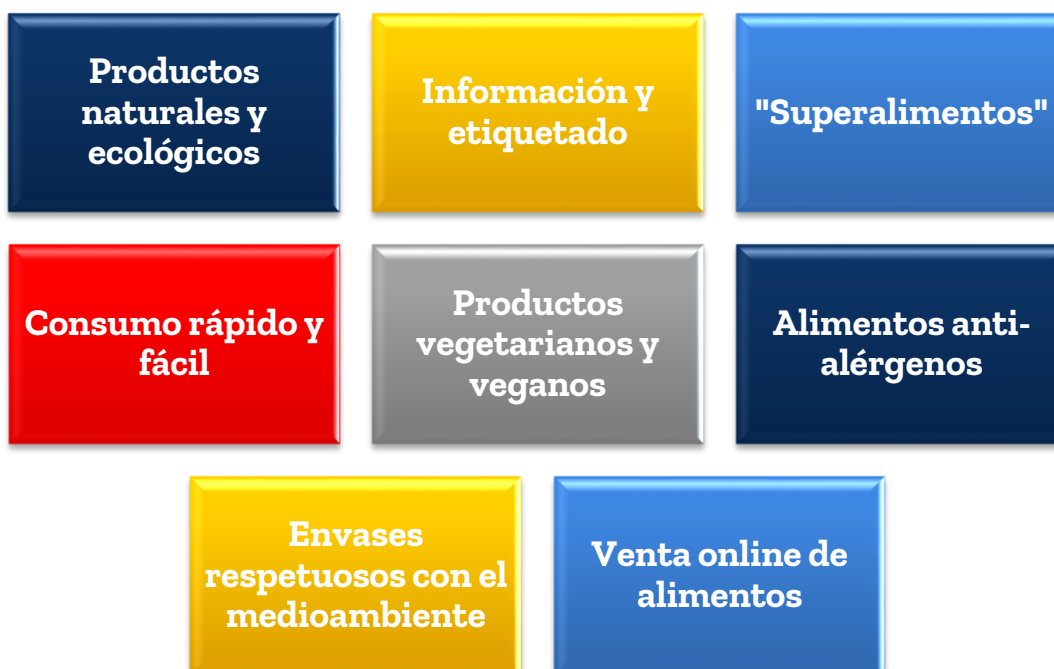 Productos
naturales y
ecológicos
Información y
etiquetado
"Superalimentos"
Consumo rápido y
fácil
Productos
vegetarianos y
veganos
Alimentos anti-
alérgenos
Envases
respetuosos con el
medioambiente
Venta online de
alimentos